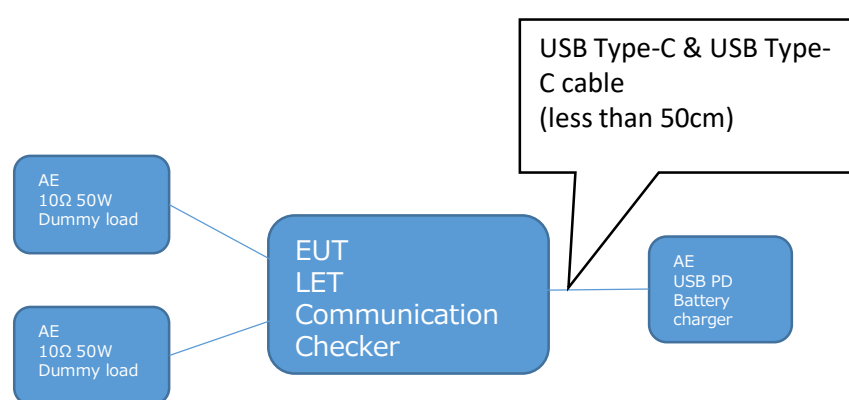 USB Type-C & USB Type-
C cable
(less than 50cm)
AE
10Ω 50W
Dummy load
EUT
LET
Communication
Checker
AE
USB PD
Battery
charger
AE
10Ω 50W
Dummy load